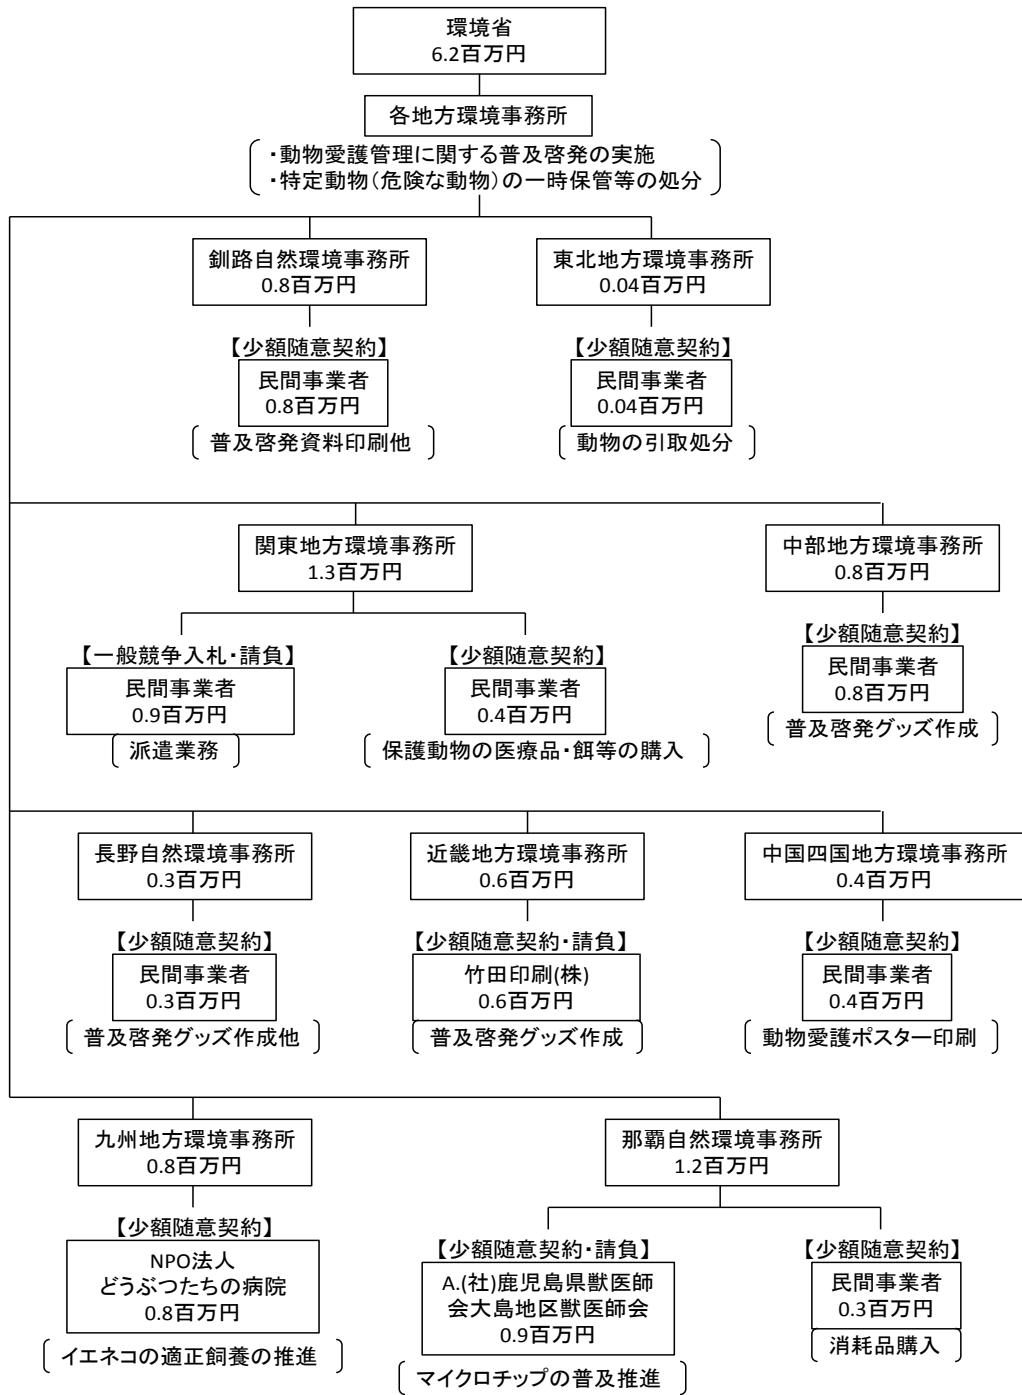 環境省
6.2百万円
各地方環境事務所
・動物愛護管理に関する普及啓発の実施
・特定動物（危険な動物）の一時保管等の処分
釧路自然環境事務所
0.8百万円
東北地方環境事務所
0.04百万円
【少額随意契約】
民間事業者
0.8百万円
普及啓発資料印刷他
【少額随意契約】
民間事業者
0.04百万円
動物の引取処分
関東地方環境事務所
1.3百万円
中部地方環境事務所
0.8百万円
【一般競争入札・請負】
民間事業者
0.9百万円
派遣業務
【少額随意契約】
民間事業者
0.4百万円
保護動物の医療品・餌等の購入
【少額随意契約】
民間事業者
0.8百万円
普及啓発グッズ作成
長野自然環境事務所
0.3百万円
近畿地方環境事務所
0.6百万円
中国四国地方環境事務所
0.4百万円
【少額随意契約】
民間事業者
0.3百万円
普及啓発グッズ作成他
【少額随意契約・請負】
竹田印刷(株)
0.6百万円
普及啓発グッズ作成
【少額随意契約】
民間事業者
0.4百万円
動物愛護ポスター印刷
九州地方環境事務所
0.8百万円
那覇自然環境事務所
1.2百万円
【少額随意契約】
NPO法人
どうぶつたちの病院
0.8百万円
イエネコの適正飼養の推進
【少額随意契約・請負】
A.(社)鹿児島県獣医師
会大島地区獣医師会
0.9百万円
マイクロチップの普及推進
【少額随意契約】
民間事業者
0.3百万円
消耗品購入